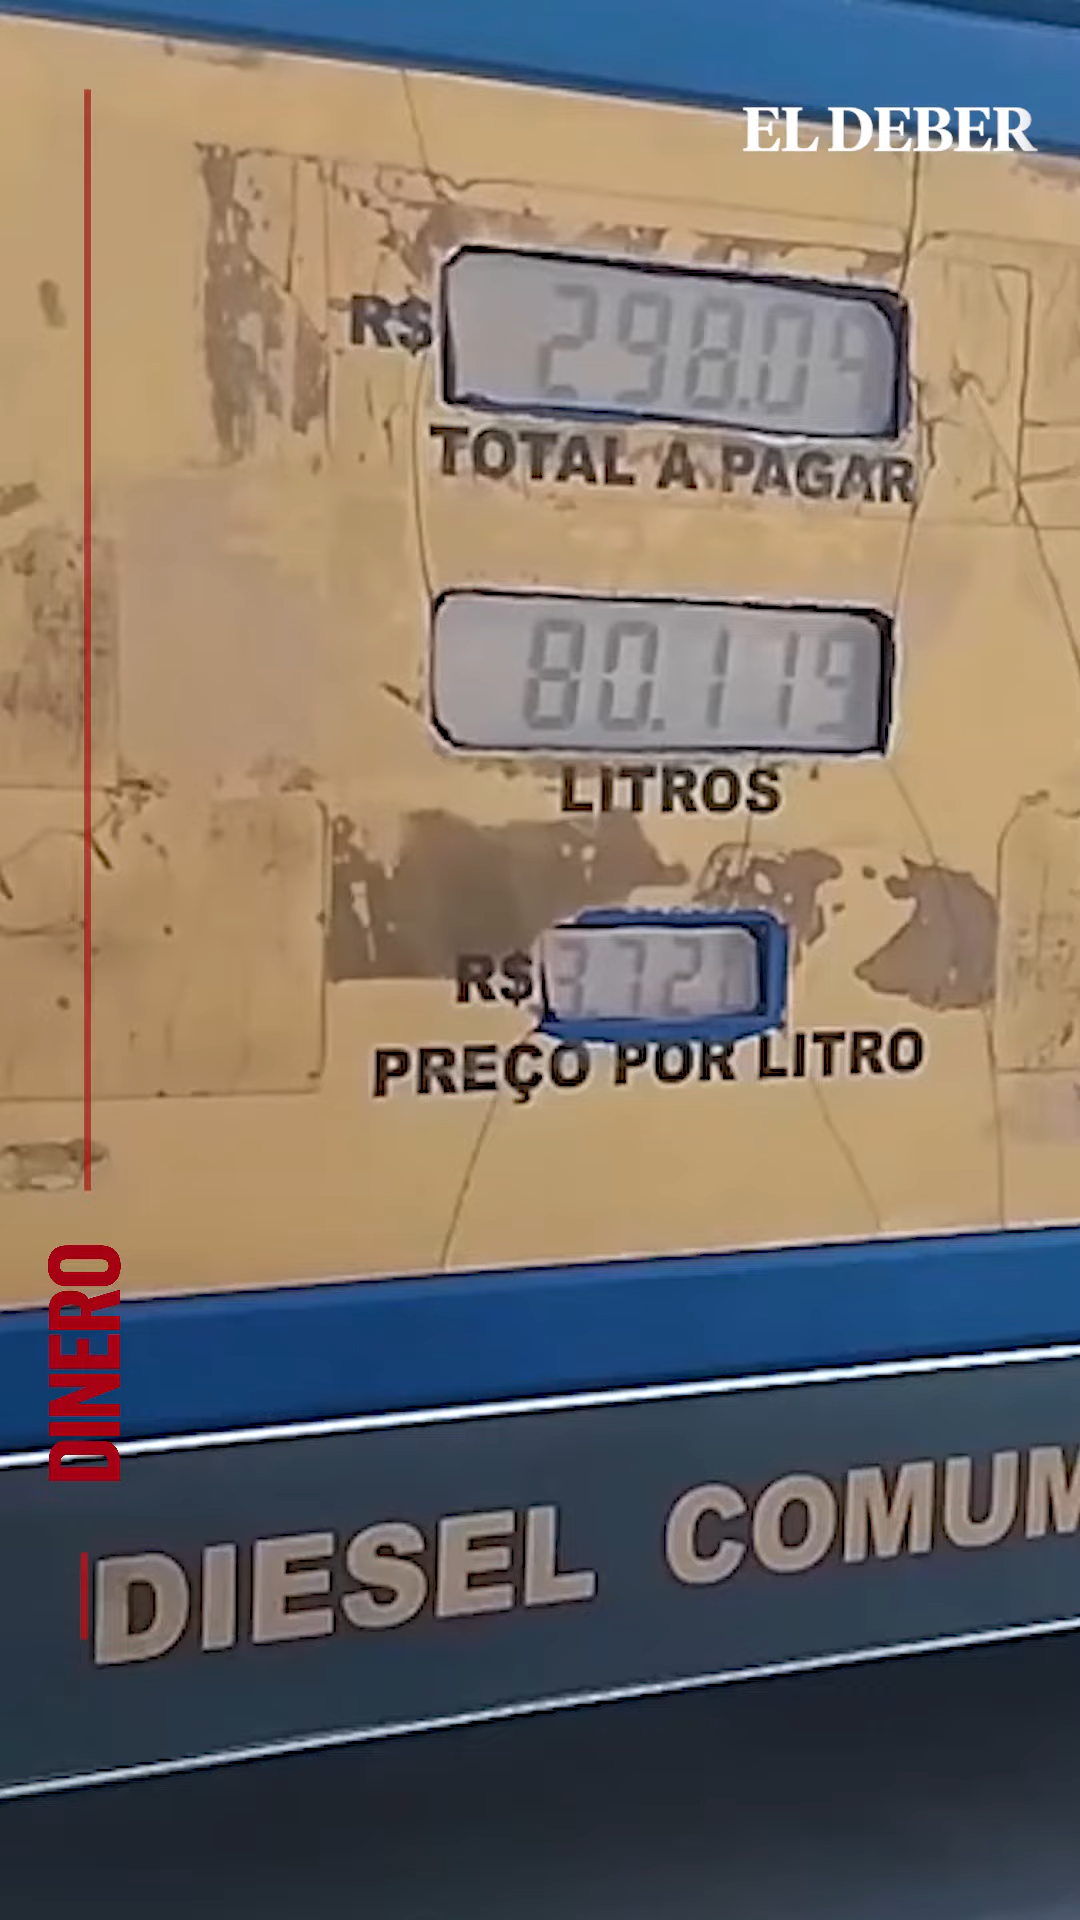 EL DEBER
R$ 298.09
TOTAL A PAGAR
80.119
LITROS
R$ 3.721
PREÇO POR LITRO
DINERO
DIESEL COMUM